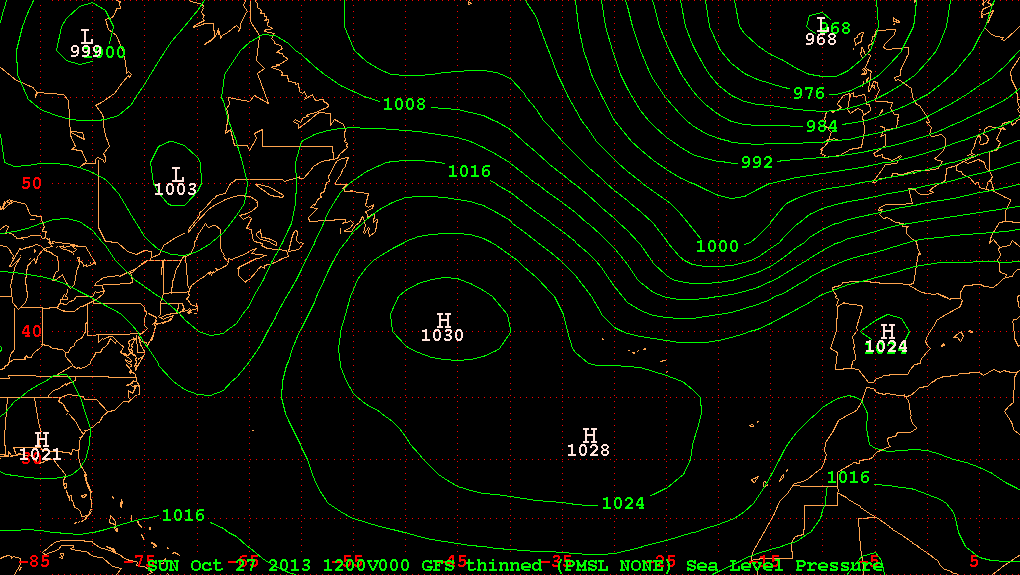 L
999 1000
L 968
968
1008
976
984
992
1016
L
1003
50
1000
H
1030
40
H
1024
H
1021
H
1028
1016
1024
1016
-85 -75 -65 -55 -45 -35 -25 -15 -5 5
SUN Oct 27 2013 1200V000 GFS thinned (PMSL NONE) Sea Level Pressure